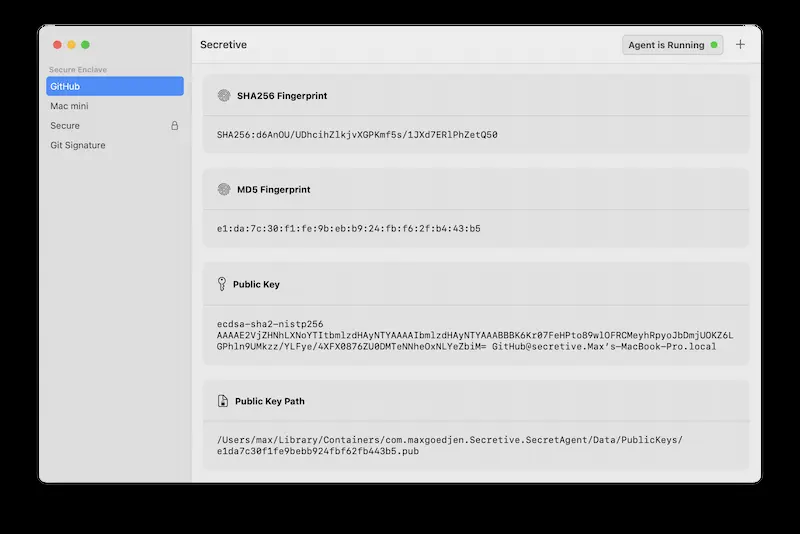 Secretive
Agent is Running
Secure Enclave
GitHub
Mac mini
Secure
Git Signature
SHA256 Fingerprint
SHA256:d6AnOU/UDhcihZlkjvXGPKmf5s/1JXd7ERlPhZetQ50
MD5 Fingerprint
e1:da:7c:30:f1:fe:9b:eb:b9:24:fb:f6:2f:b4:43:b5
Public Key
ecdsa-sha2-nistp256
AAAAE2VjZHNhLXNoYTItbmlzdHAyNTYAAAAIbmlzdHAyNTYAAABBBK6Kr07FeHPto89wlOFRCMeyhRpyoJbDmjUOKZ6L
GPhln9UMkzz/YLFye/4XFX0876ZU0DMTeNNheOxNLYeZbiM= GitHub@secretive.Max’s-MacBook-Pro.local
Public Key Path
/Users/max/Library/Containers/com.maxgoedjen.Secretive.SecretAgent/Data/PublicKeys/
e1da7c30f1fe9bebb924fbf62fb443b5.pub